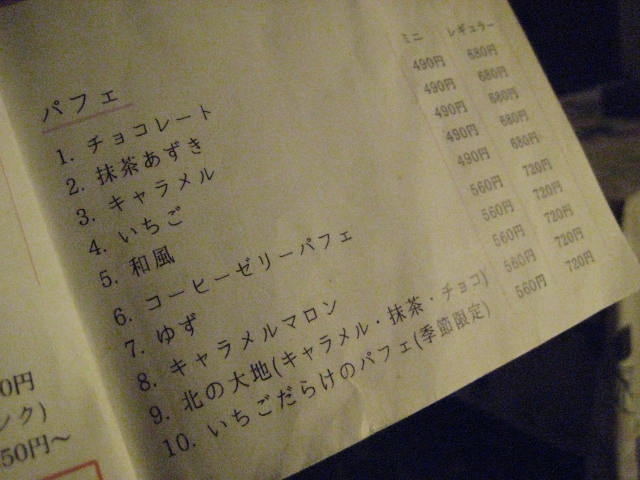 パフェ
ミニ レギュラー
1. チョコレート 490円 680円
2. 抹茶あずき 490円 680円
3. キャラメル 490円 680円
4. いちご 490円 680円
5. 和風 490円 680円
6. コーヒーゼリーパフェ 560円 720円
7. ゆず 560円 720円
8. キャラメルマロン 560円 720円
9. 北の大地(キャラメル・抹茶・チョコ) 560円 720円
10. いちごだらけのパフェ(季節限定) 560円 720円
0円
ンク)
50円〜